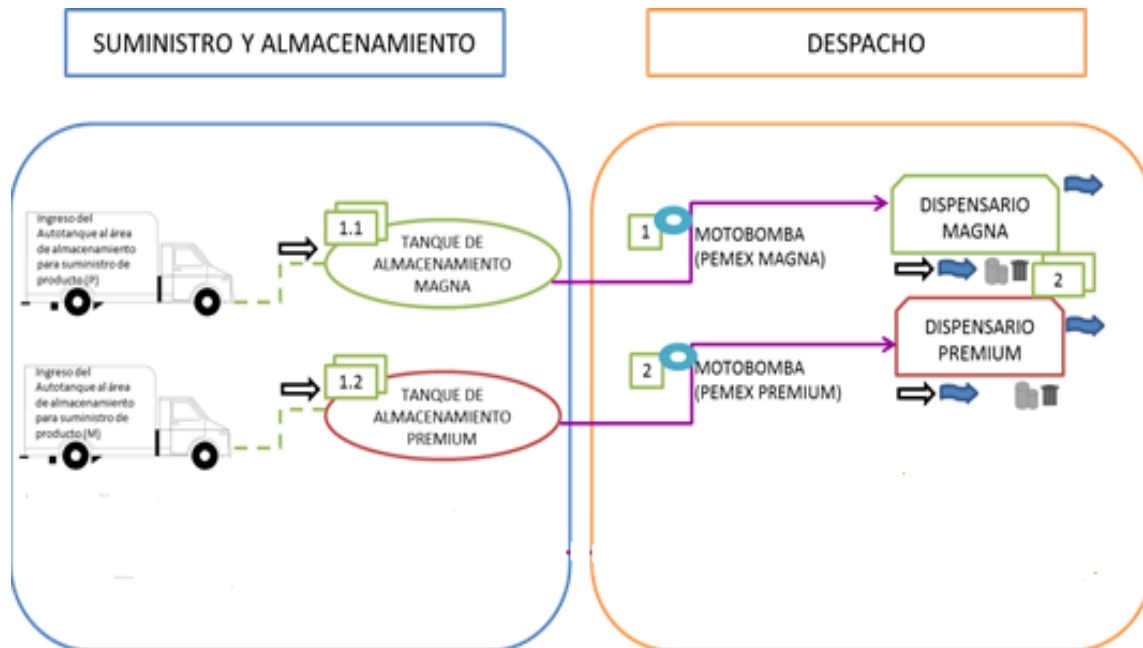 SUMINISTRO Y ALMACENAMIENTO
DESPACHO
Ingreso del
Autotanque al área
de almacenamiento
para suministro de
producto.(P)
1.1
TANQUE DE
ALMACENAMIENTO
MAGNA
1
MOTOBOMBA
(PEMEX MAGNA)
DISPENSARIO
MAGNA
2
Ingreso del
Autotanque al área
de almacenamiento
para suministro de
producto.(M)
1.2
TANQUE DE
ALMACENAMIENTO
PREMIUM
2
MOTOBOMBA
(PEMEX PREMIUM)
DISPENSARIO
PREMIUM